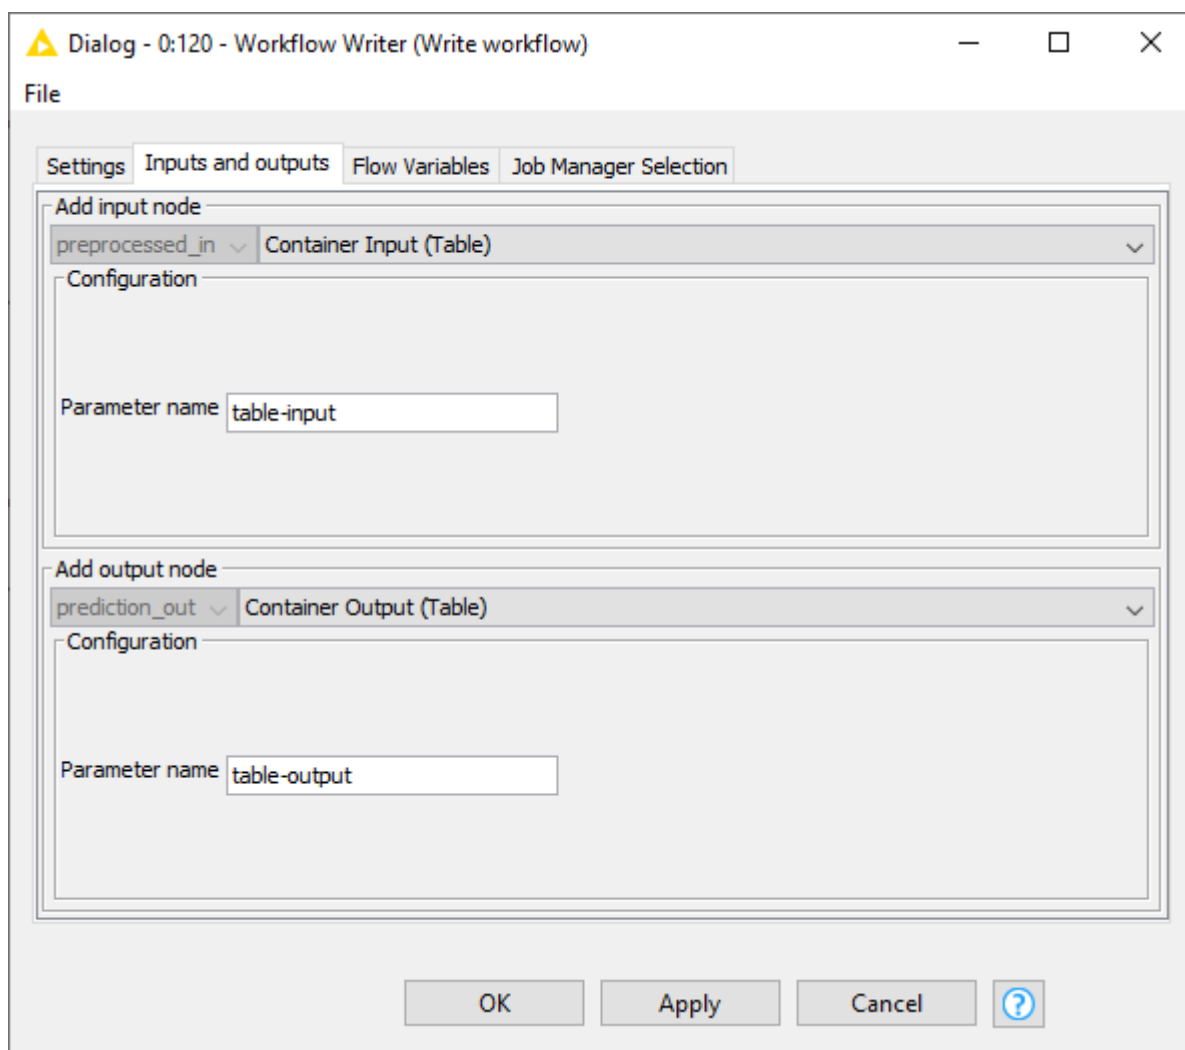 Dialog - 0:120 - Workflow Writer (Write workflow)
File
Settings Inputs and outputs Flow Variables Job Manager Selection
Add input node
preprocessed_in Container Input (Table)
Configuration
Parameter name table-input
Add output node
prediction_out Container Output (Table)
Configuration
Parameter name table-output
OK Apply Cancel ?